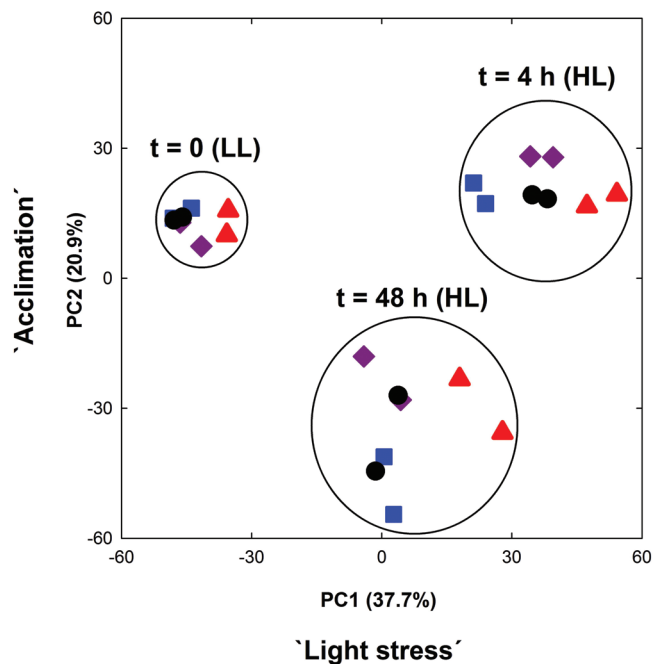 60
t = 4 h (HL)
t = 0 (LL)
30
0
t = 48 h (HL)
-30
-60
`Acclimation´
PC2 (20.9%)
-60
-30
0
30
60
PC1 (37.7%)
`Light stress´